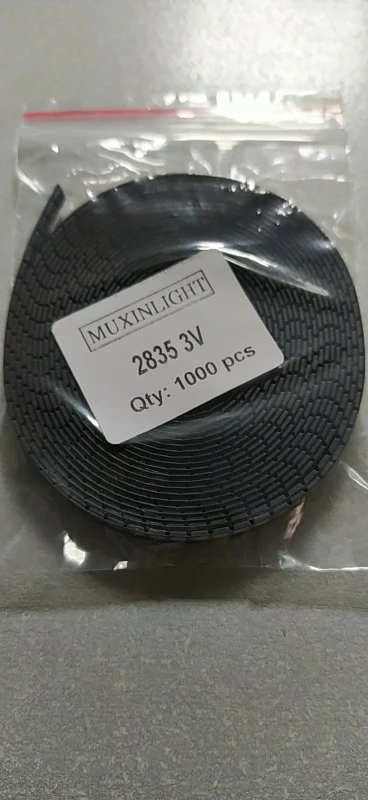 MUXINLIGHT
2835 3V
Qty: 1000 pcs